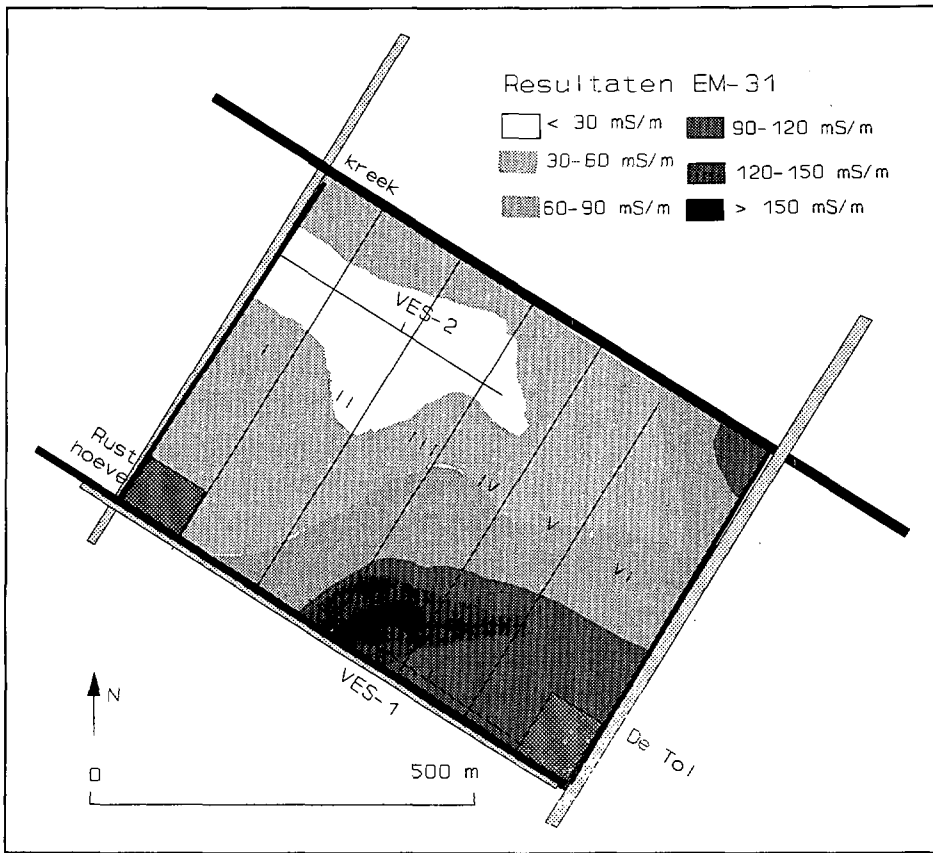 Resultaten EM-31
< 30 mS/m
90-120 mS/m
30-60 mS/m
120-150 mS/m
60-90 mS/m
> 150 mS/m
kreek
VES-2
I
II
III
IV
V
VI
Rust
hoeve
VES-1
De Tol
N
0
500 m